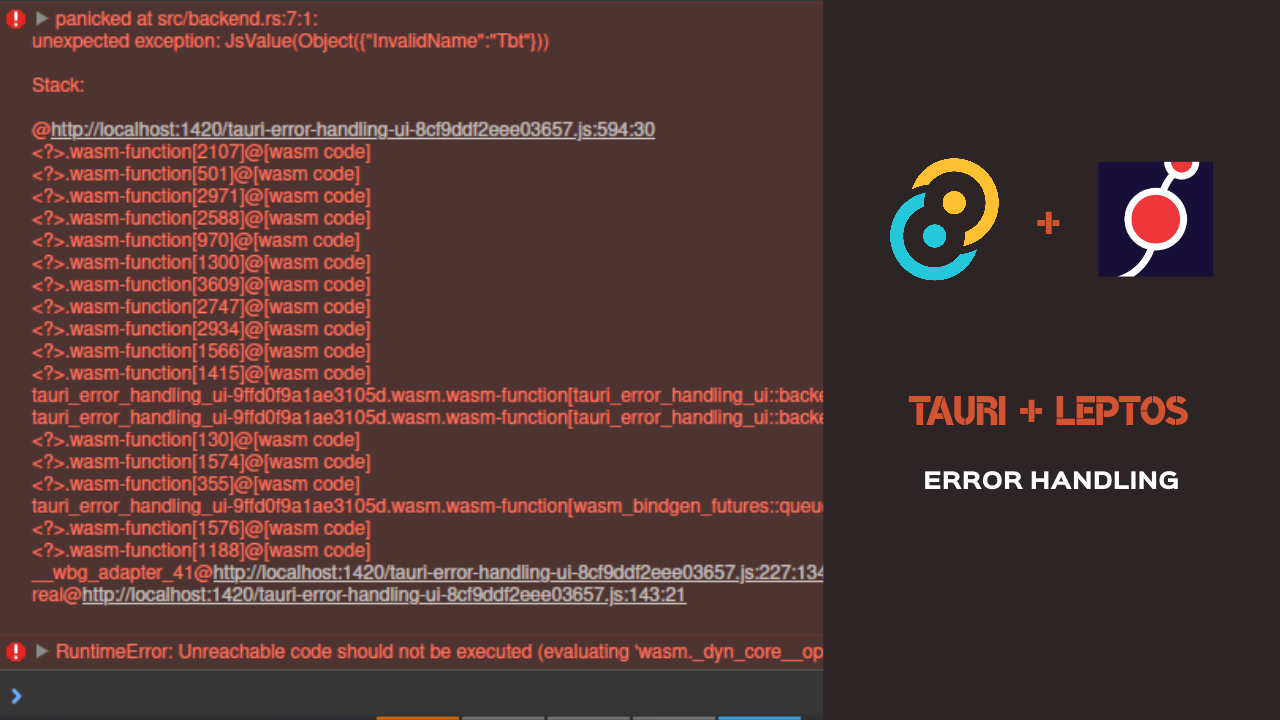 panicked at src/backend.rs:7:1:
unexpected exception: JsValue(Object({"InvalidName":"Tbt"}))
Stack:
@http://localhost:1420/tauri-error-handling-ui-8cf9ddf2eee03657.js:594:30
<?>.wasm-function[2107]@[wasm code]
<?>.wasm-function[501]@[wasm code]
<?>.wasm-function[2971]@[wasm code]
<?>.wasm-function[2588]@[wasm code]
<?>.wasm-function[970]@[wasm code]
<?>.wasm-function[1300]@[wasm code]
<?>.wasm-function[3609]@[wasm code]
<?>.wasm-function[2747]@[wasm code]
<?>.wasm-function[2934]@[wasm code]
<?>.wasm-function[1566]@[wasm code]
<?>.wasm-function[1415]@[wasm code]
tauri_error_handling_ui-9ffd0f9a1ae3105d.wasm.wasm-function[tauri_error_handling_ui::backe
tauri_error_handling_ui-9ffd0f9a1ae3105d.wasm.wasm-function[tauri_error_handling_ui::backe
<?>.wasm-function[130]@[wasm code]
<?>.wasm-function[1574]@[wasm code]
<?>.wasm-function[355]@[wasm code]
tauri_error_handling_ui-9ffd0f9a1ae3105d.wasm.wasm-function[wasm_bindgen_futures::queu
<?>.wasm-function[1576]@[wasm code]
<?>.wasm-function[1188]@[wasm code]
__wbg_adapter_41@http://localhost:1420/tauri-error-handling-ui-8cf9ddf2eee03657.js:227:134
real@http://localhost:1420/tauri-error-handling-ui-8cf9ddf2eee03657.js:143:21
RuntimeError: Unreachable code should not be executed (evaluating 'wasm._dyn_core__op
+
TAURI + LEPTOS
ERROR HANDLING